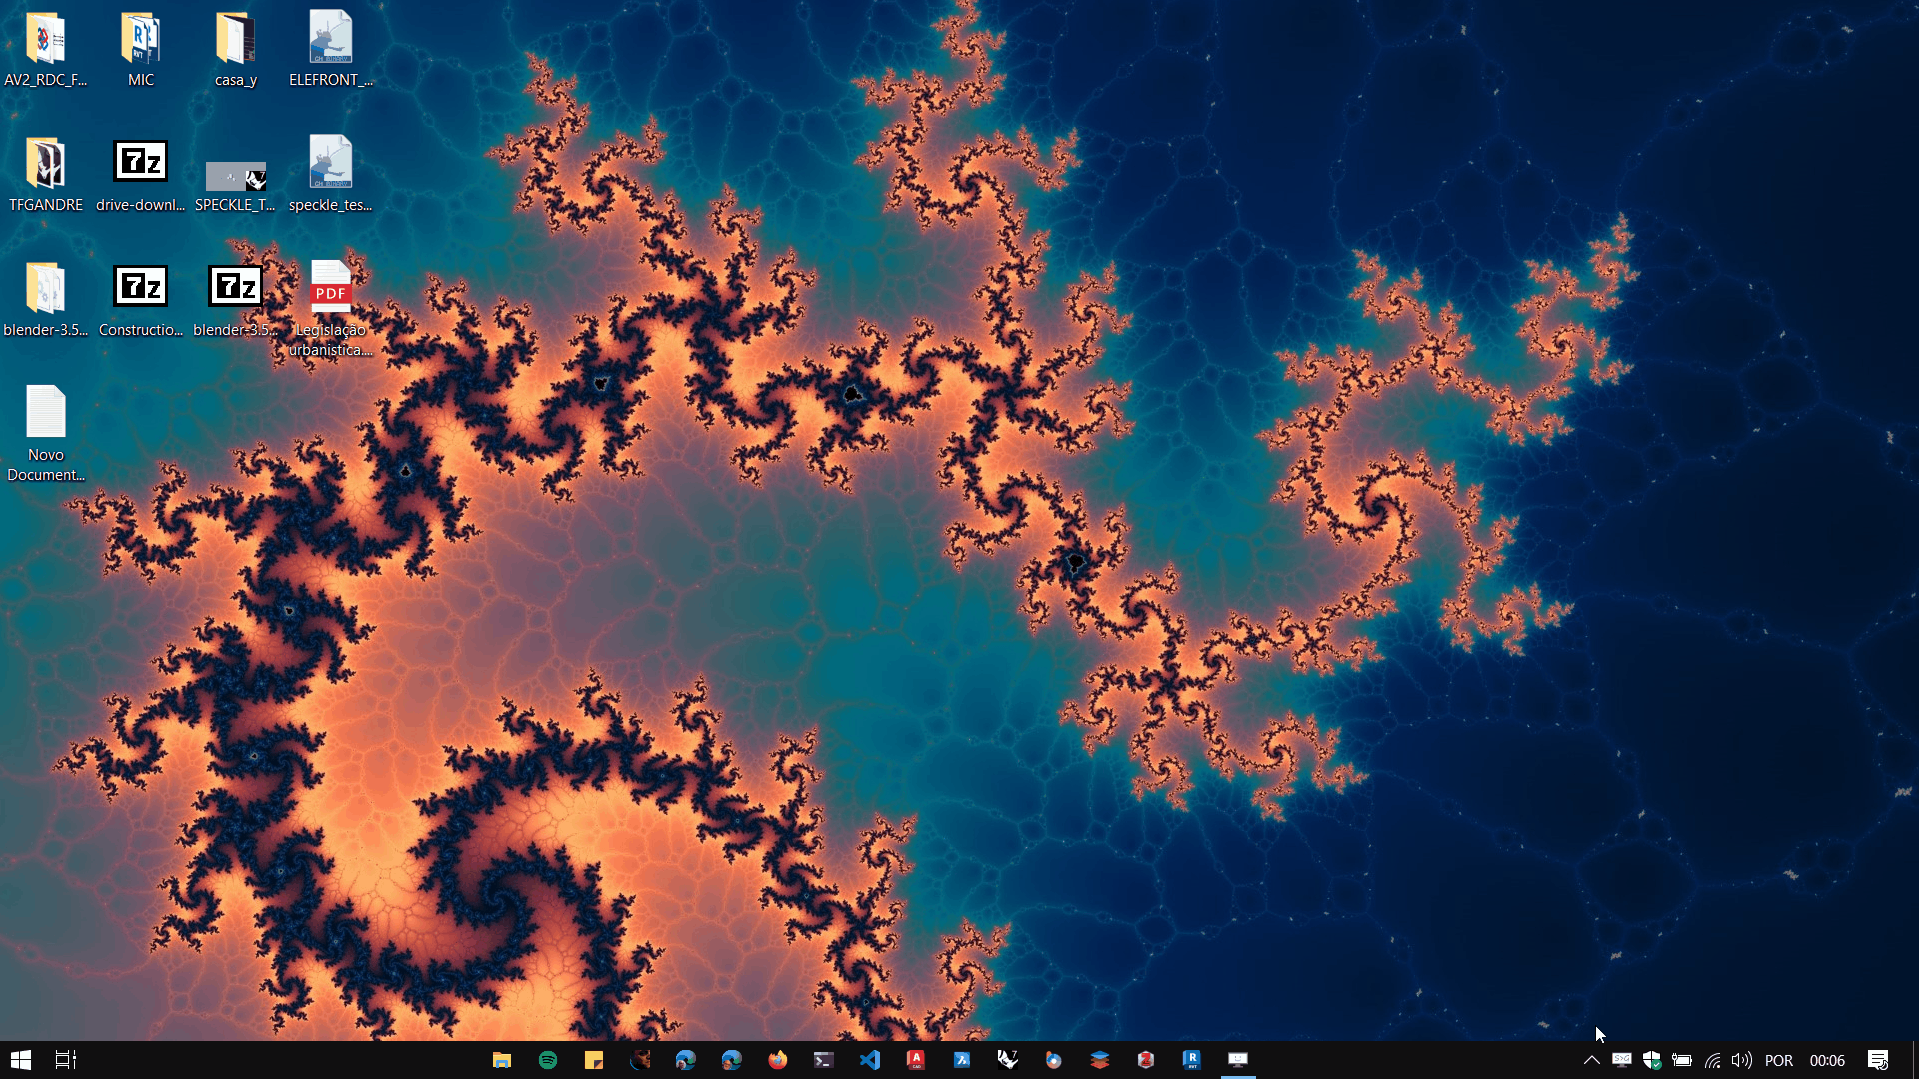 AV2_RDC_F...
MIC
casa_y
ELEFRONT_...
TFGANDRE
drive-downl...
SPECKLE_T...
speckle_tes...
blender-3.5...
Constructio...
blender-3.5...
PDF
Legislação
urbanistica....
Novo
Document...
POR
00:06